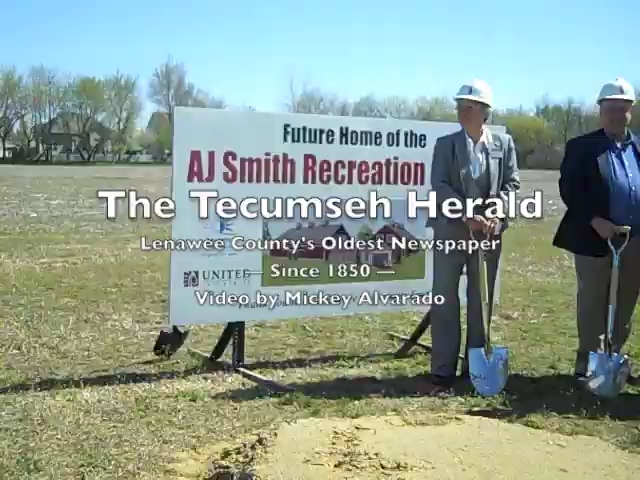 Future Home of the
AJ Smith Recreation
The Tecumseh Herald
Lenawee County's Oldest Newspaper
— Since 1850 —
UNITED
Video by Mickey Alvarado